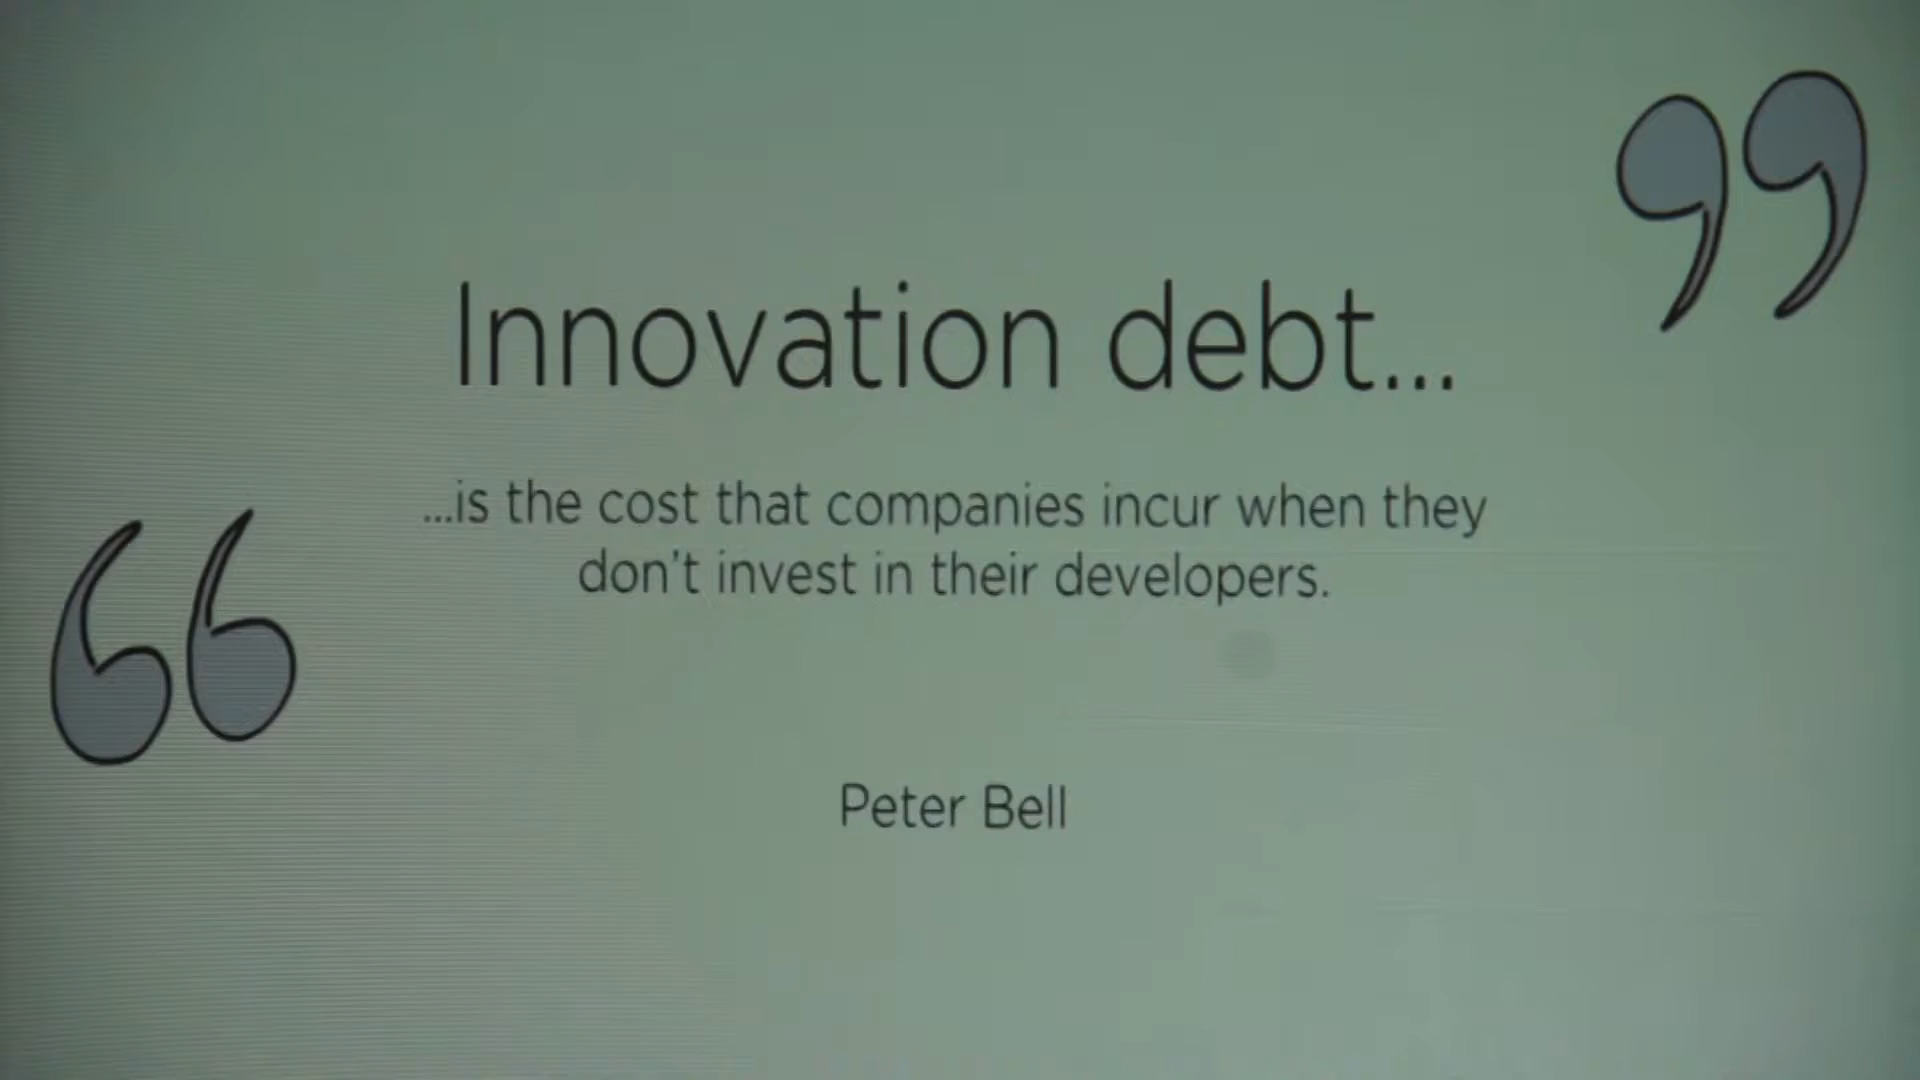 Innovation debt...
...is the cost that companies incur when they
don't invest in their developers.
Peter Bell